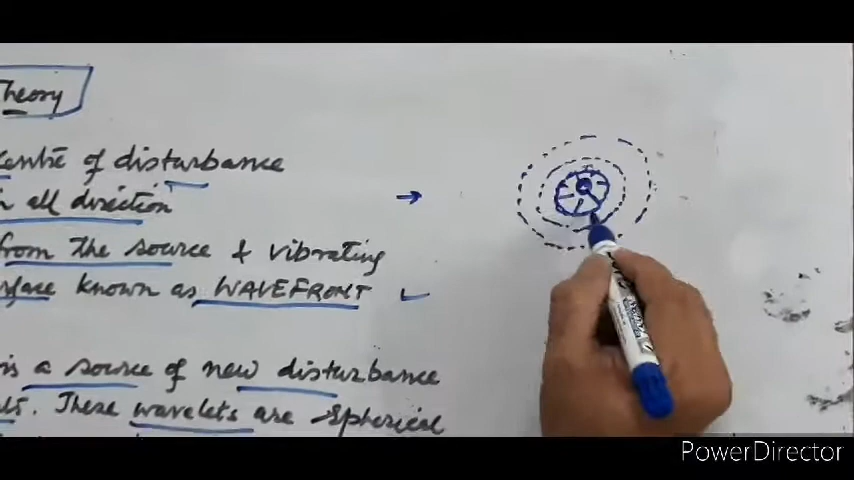 Theory
Centre of disturbance
in all direction
from the source & vibrating
known as WAVEFRONT
is a source of new disturbance
These wavelets are spherical
PowerDirector